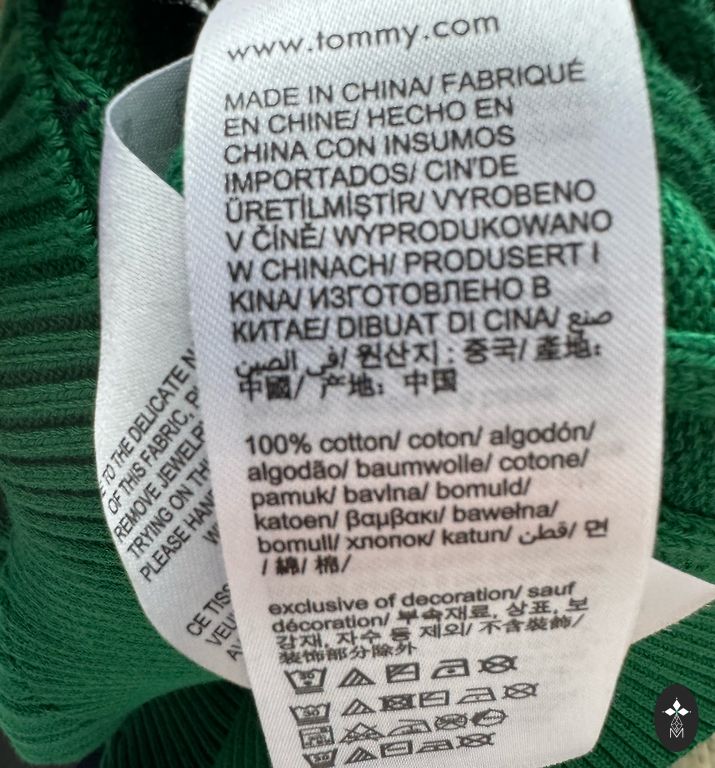 www.tommy.com
MADE IN CHINA/ FABRIQUÉ
EN CHINE/ HECHO EN
CHINA CON INSUMOS
IMPORTADOS/ CIN'DE
ÜRETİLMİŞTİR/ VYROBENO
V ČÍNĚ/ WYPRODUKOWANO
W CHINACH/ PRODUSERT I
KINA/ ИЗГОТОВЛЕНО В
КИТАЕ/ DIBUAT DI CINA/ صنع
في الصين/ 원산지 : 중국/ 產地:
中國/ 产地: 中国
100% cotton/ coton/ algodón/
algodão/ baumwolle/ cotone/
pamuk/ bavlna/ bomuld/
katoen/ βαμβακι/ bawełna/
bomull/ хлопок/ katun/ قطن/ 면
/ 綿/ 棉/
exclusive of decoration/ sauf
décoration/ 부속재료, 상표, 보
강재, 자수 등 제외/ 不含裝飾/
装饰部分除外
TO THE DELICATE
OF THIS FABRIC,
REMOVE
TRYING ON
PLEASE
CE